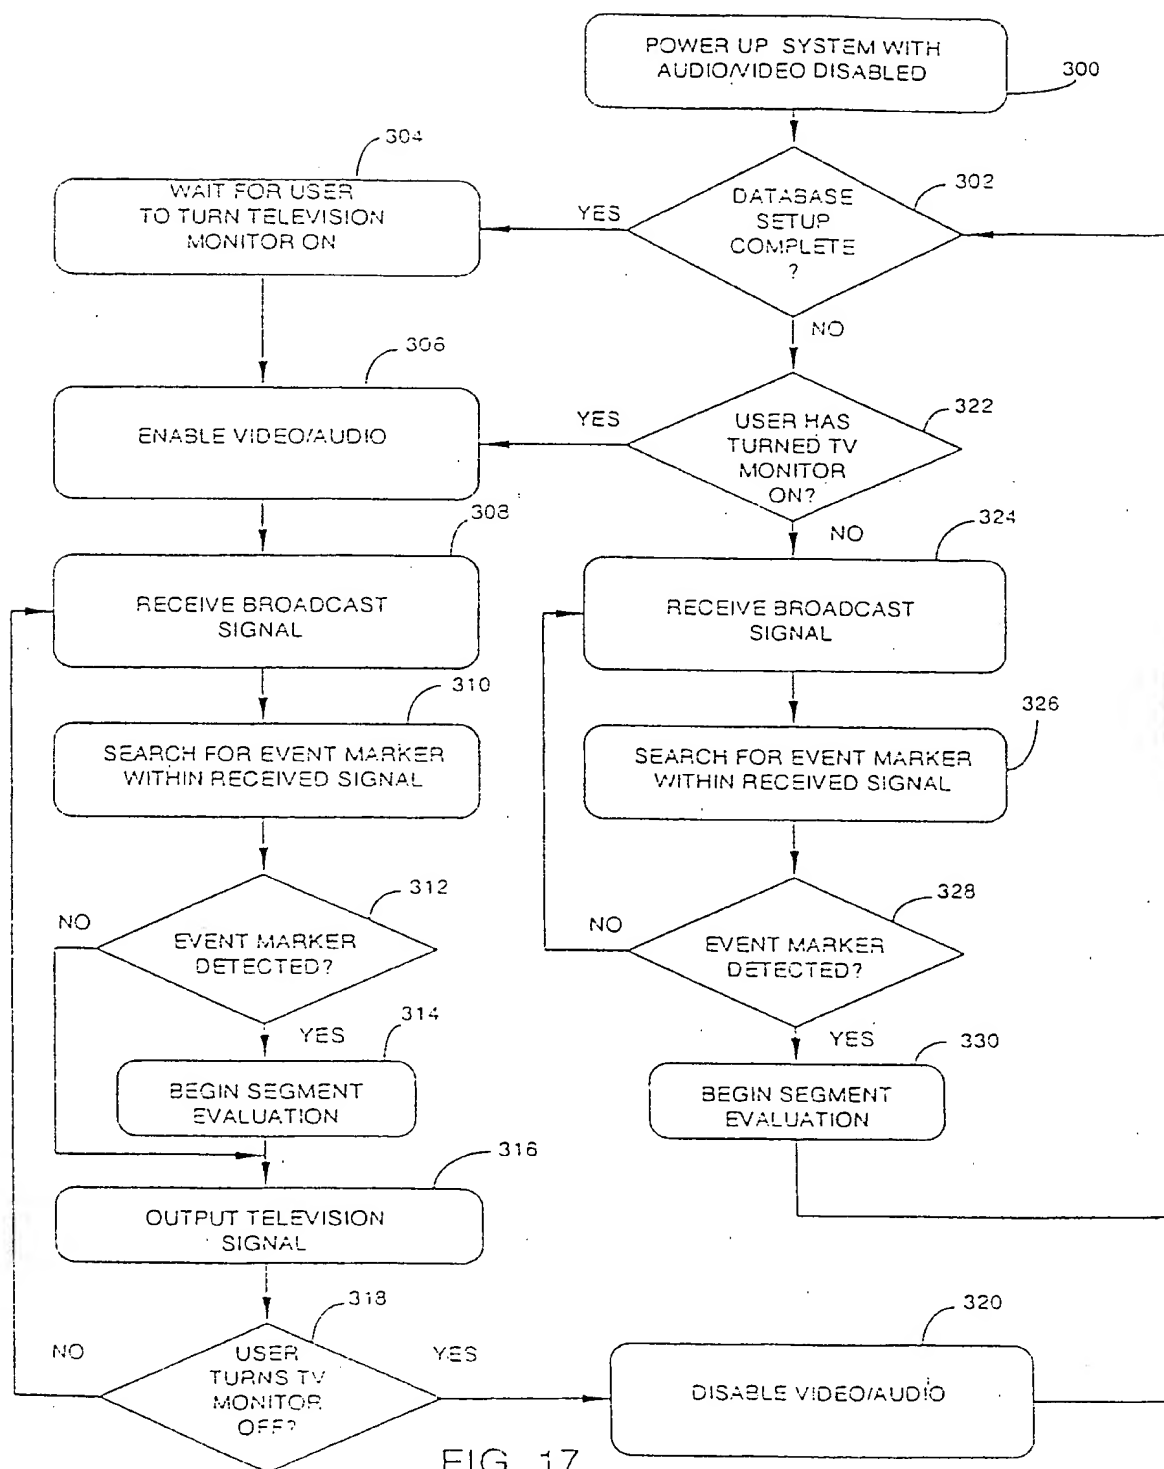 POWER UP SYSTEM WITH
AUDIO/VIDEO DISABLED
300
304
WAIT FOR USER
TO TURN TELEVISION
MONITOR ON
YES
DATABASE
SETUP
COMPLETE
?
302
NO
306
ENABLE VIDEO/AUDIO
YES
USER HAS
TURNED TV
MONITOR
ON?
322
NO
308
RECEIVE BROADCAST
SIGNAL
324
RECEIVE BROADCAST
SIGNAL
310
SEARCH FOR EVENT MARKER
WITHIN RECEIVED SIGNAL
326
SEARCH FOR EVENT MARKER
WITHIN RECEIVED SIGNAL
312
NO
EVENT MARKER
DETECTED?
YES
328
NO
EVENT MARKER
DETECTED?
YES
314
BEGIN SEGMENT
EVALUATION
330
BEGIN SEGMENT
EVALUATION
316
OUTPUT TELEVISION
SIGNAL
318
NO
USER
TURNS TV
MONITOR
OFF?
YES
320
DISABLE VIDEO/AUDIO
FIG. 17